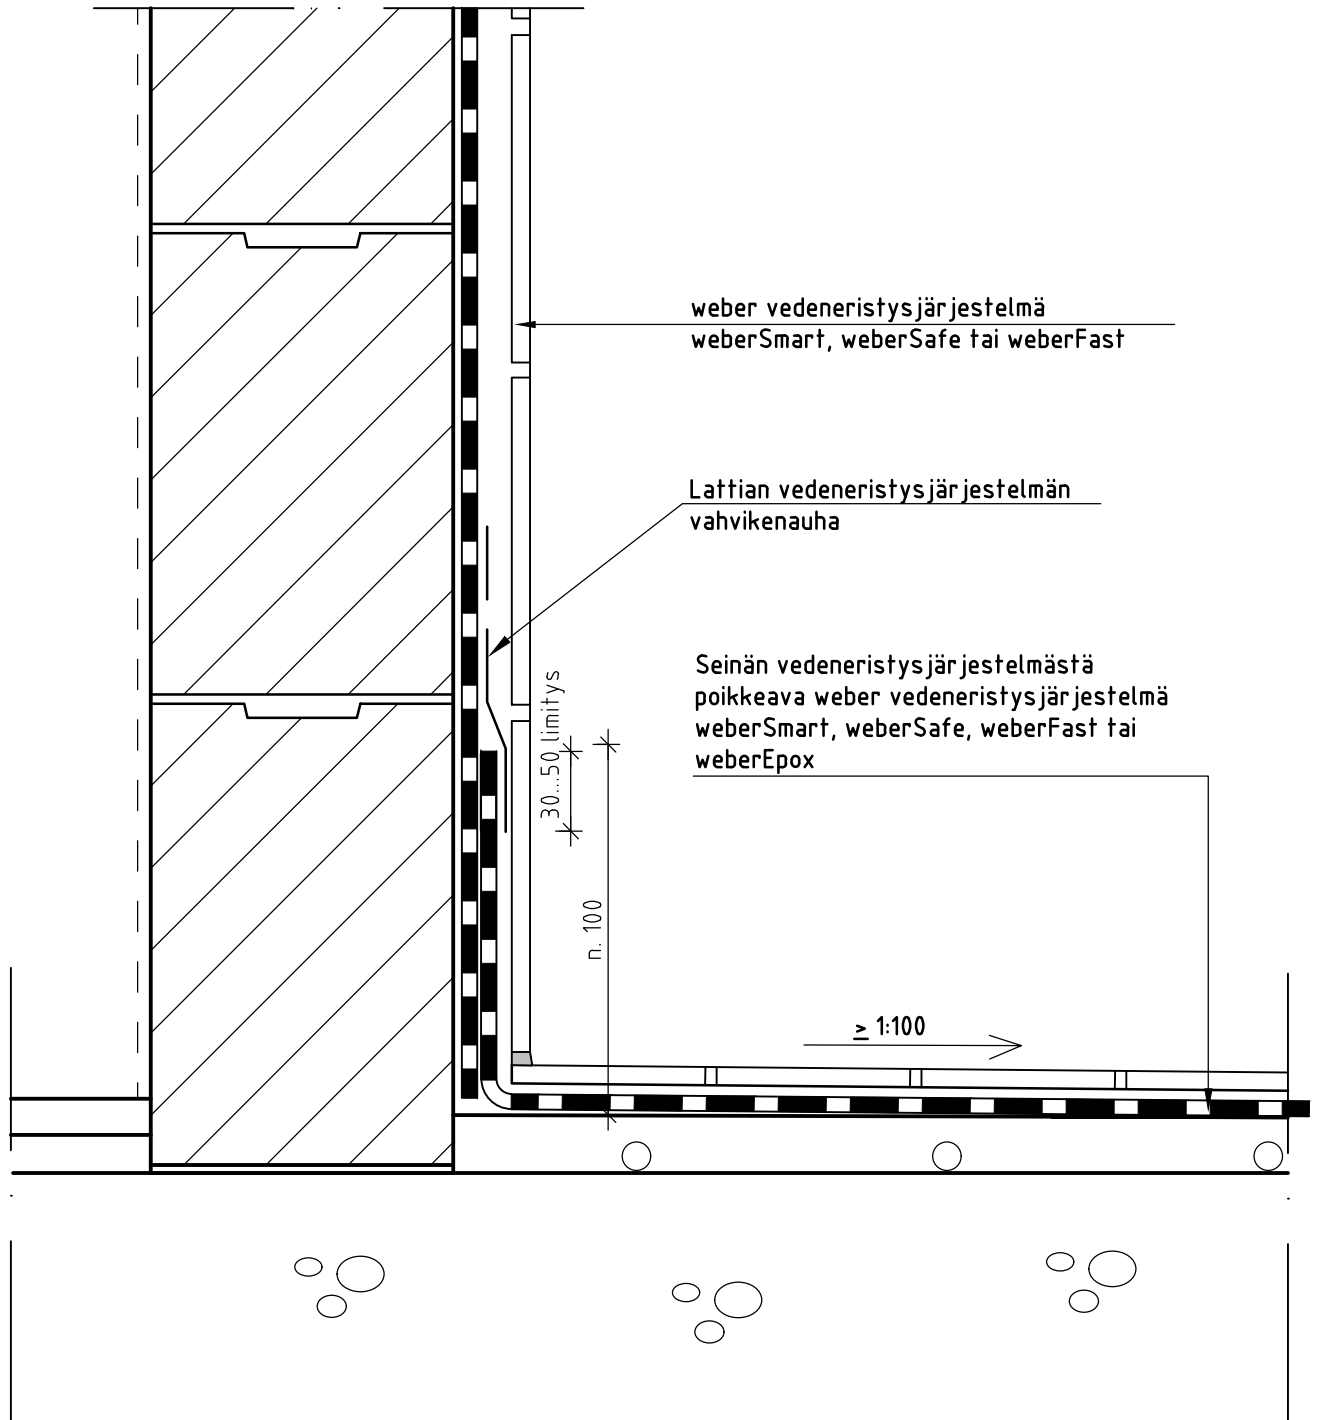 weber vedeneristysjärjestelmä
weberSmart, weberSafe tai weberFast
Lattian vedeneristysjärjestelmän
vahvikenauha
Seinän vedeneristysjärjestelmästä
poikkeava weber vedeneristysjärjestelmä
weberSmart, weberSafe, weberFast tai
weberEpox
30...50 limitys
n. 100
≥ 1:100